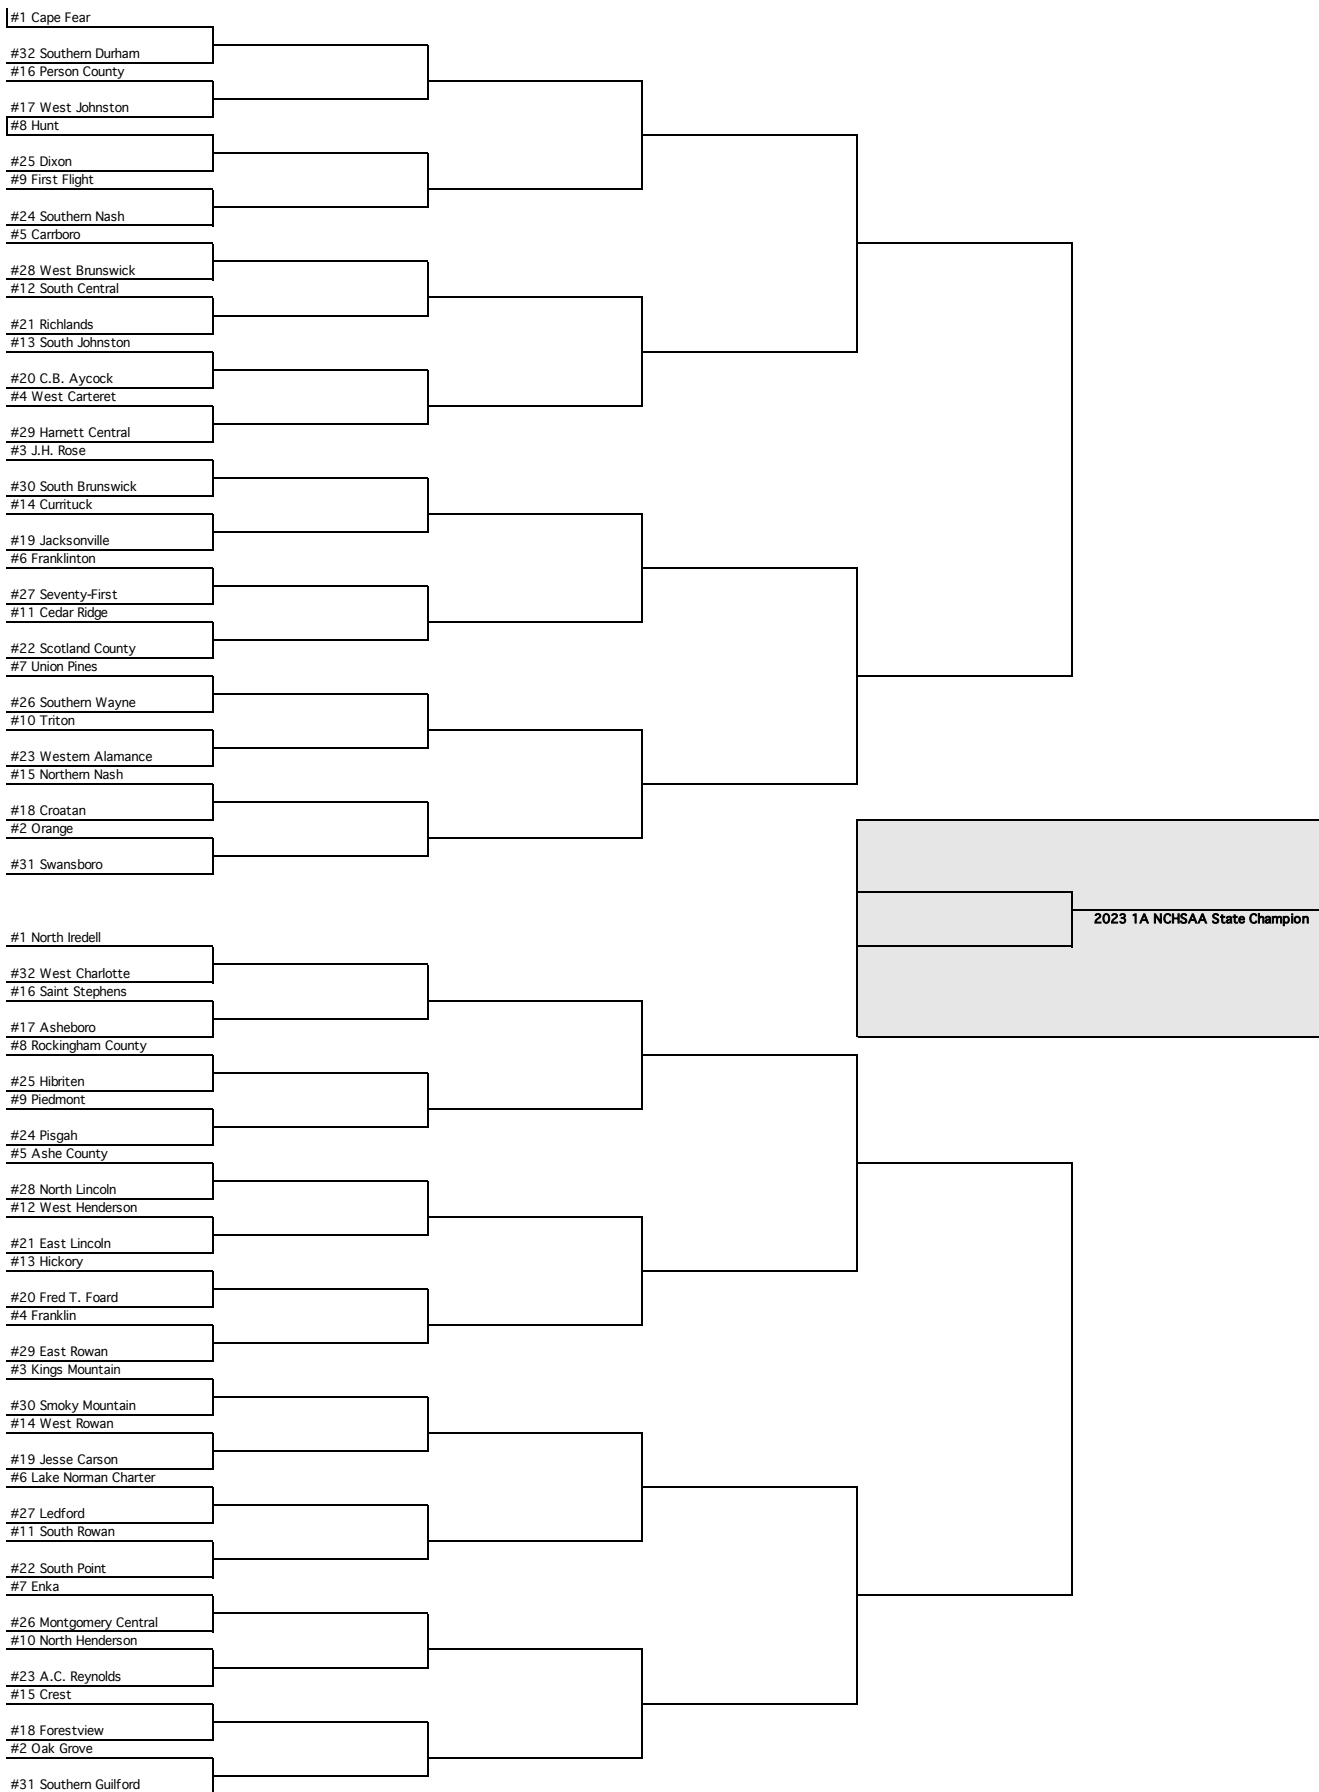 #1 Cape Fear
#32 Southern Durham
#16 Person County
#17 West Johnston
#8 Hunt
#25 Dixon
#9 First Flight
#24 Southern Nash
#5 Carrboro
#28 West Brunswick
#12 South Central
#21 Richlands
#13 South Johnston
#20 C.B. Aycock
#4 West Carteret
#29 Harnett Central
#3 J.H. Rose
#30 South Brunswick
#14 Currituck
#19 Jacksonville
#6 Franklinton
#27 Seventy-First
#11 Cedar Ridge
#22 Scotland County
#7 Union Pines
#26 Southern Wayne
#10 Triton
#23 Western Alamance
#15 Northern Nash
#18 Croatan
#2 Orange
#31 Swansboro
2023 1A NCHSAA State Champion
#1 North Iredell
#32 West Charlotte
#16 Saint Stephens
#17 Asheboro
#8 Rockingham County
#25 Hibriten
#9 Piedmont
#24 Pisgah
#5 Ashe County
#28 North Lincoln
#12 West Henderson
#21 East Lincoln
#13 Hickory
#20 Fred T. Foard
#4 Franklin
#29 East Rowan
#3 Kings Mountain
#30 Smoky Mountain
#14 West Rowan
#19 Jesse Carson
#6 Lake Norman Charter
#27 Ledford
#11 South Rowan
#22 South Point
#7 Enka
#26 Montgomery Central
#10 North Henderson
#23 A.C. Reynolds
#15 Crest
#18 Forestview
#2 Oak Grove
#31 Southern Guilford